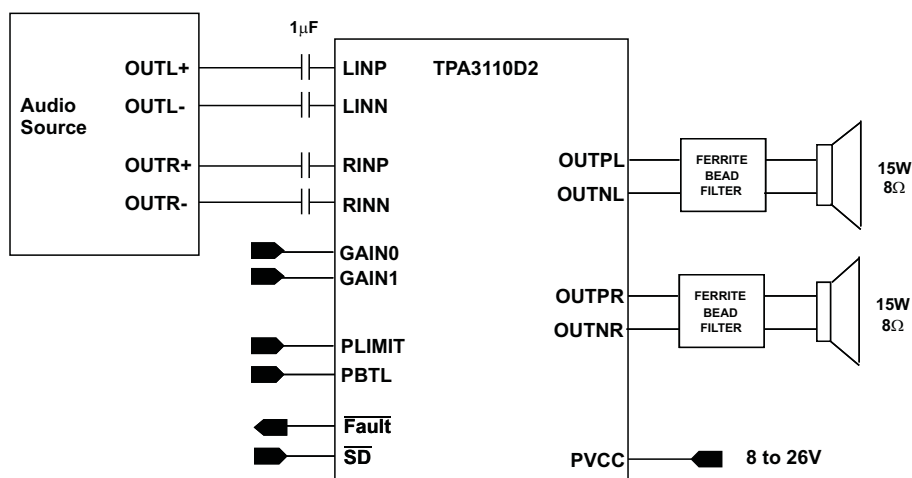 1μF
TPA3110D2
Audio
Source
OUTL+
OUTL-
OUTR+
OUTR-
LINP
LINN
RINP
RINN
GAIN0
GAIN1
PLIMIT
PBTL
Fault
SD
OUTPL
OUTNL
FERRITE
BEAD
FILTER
15W
8Ω
OUTPR
OUTNR
FERRITE
BEAD
FILTER
15W
8Ω
PVCC
8 to 26V